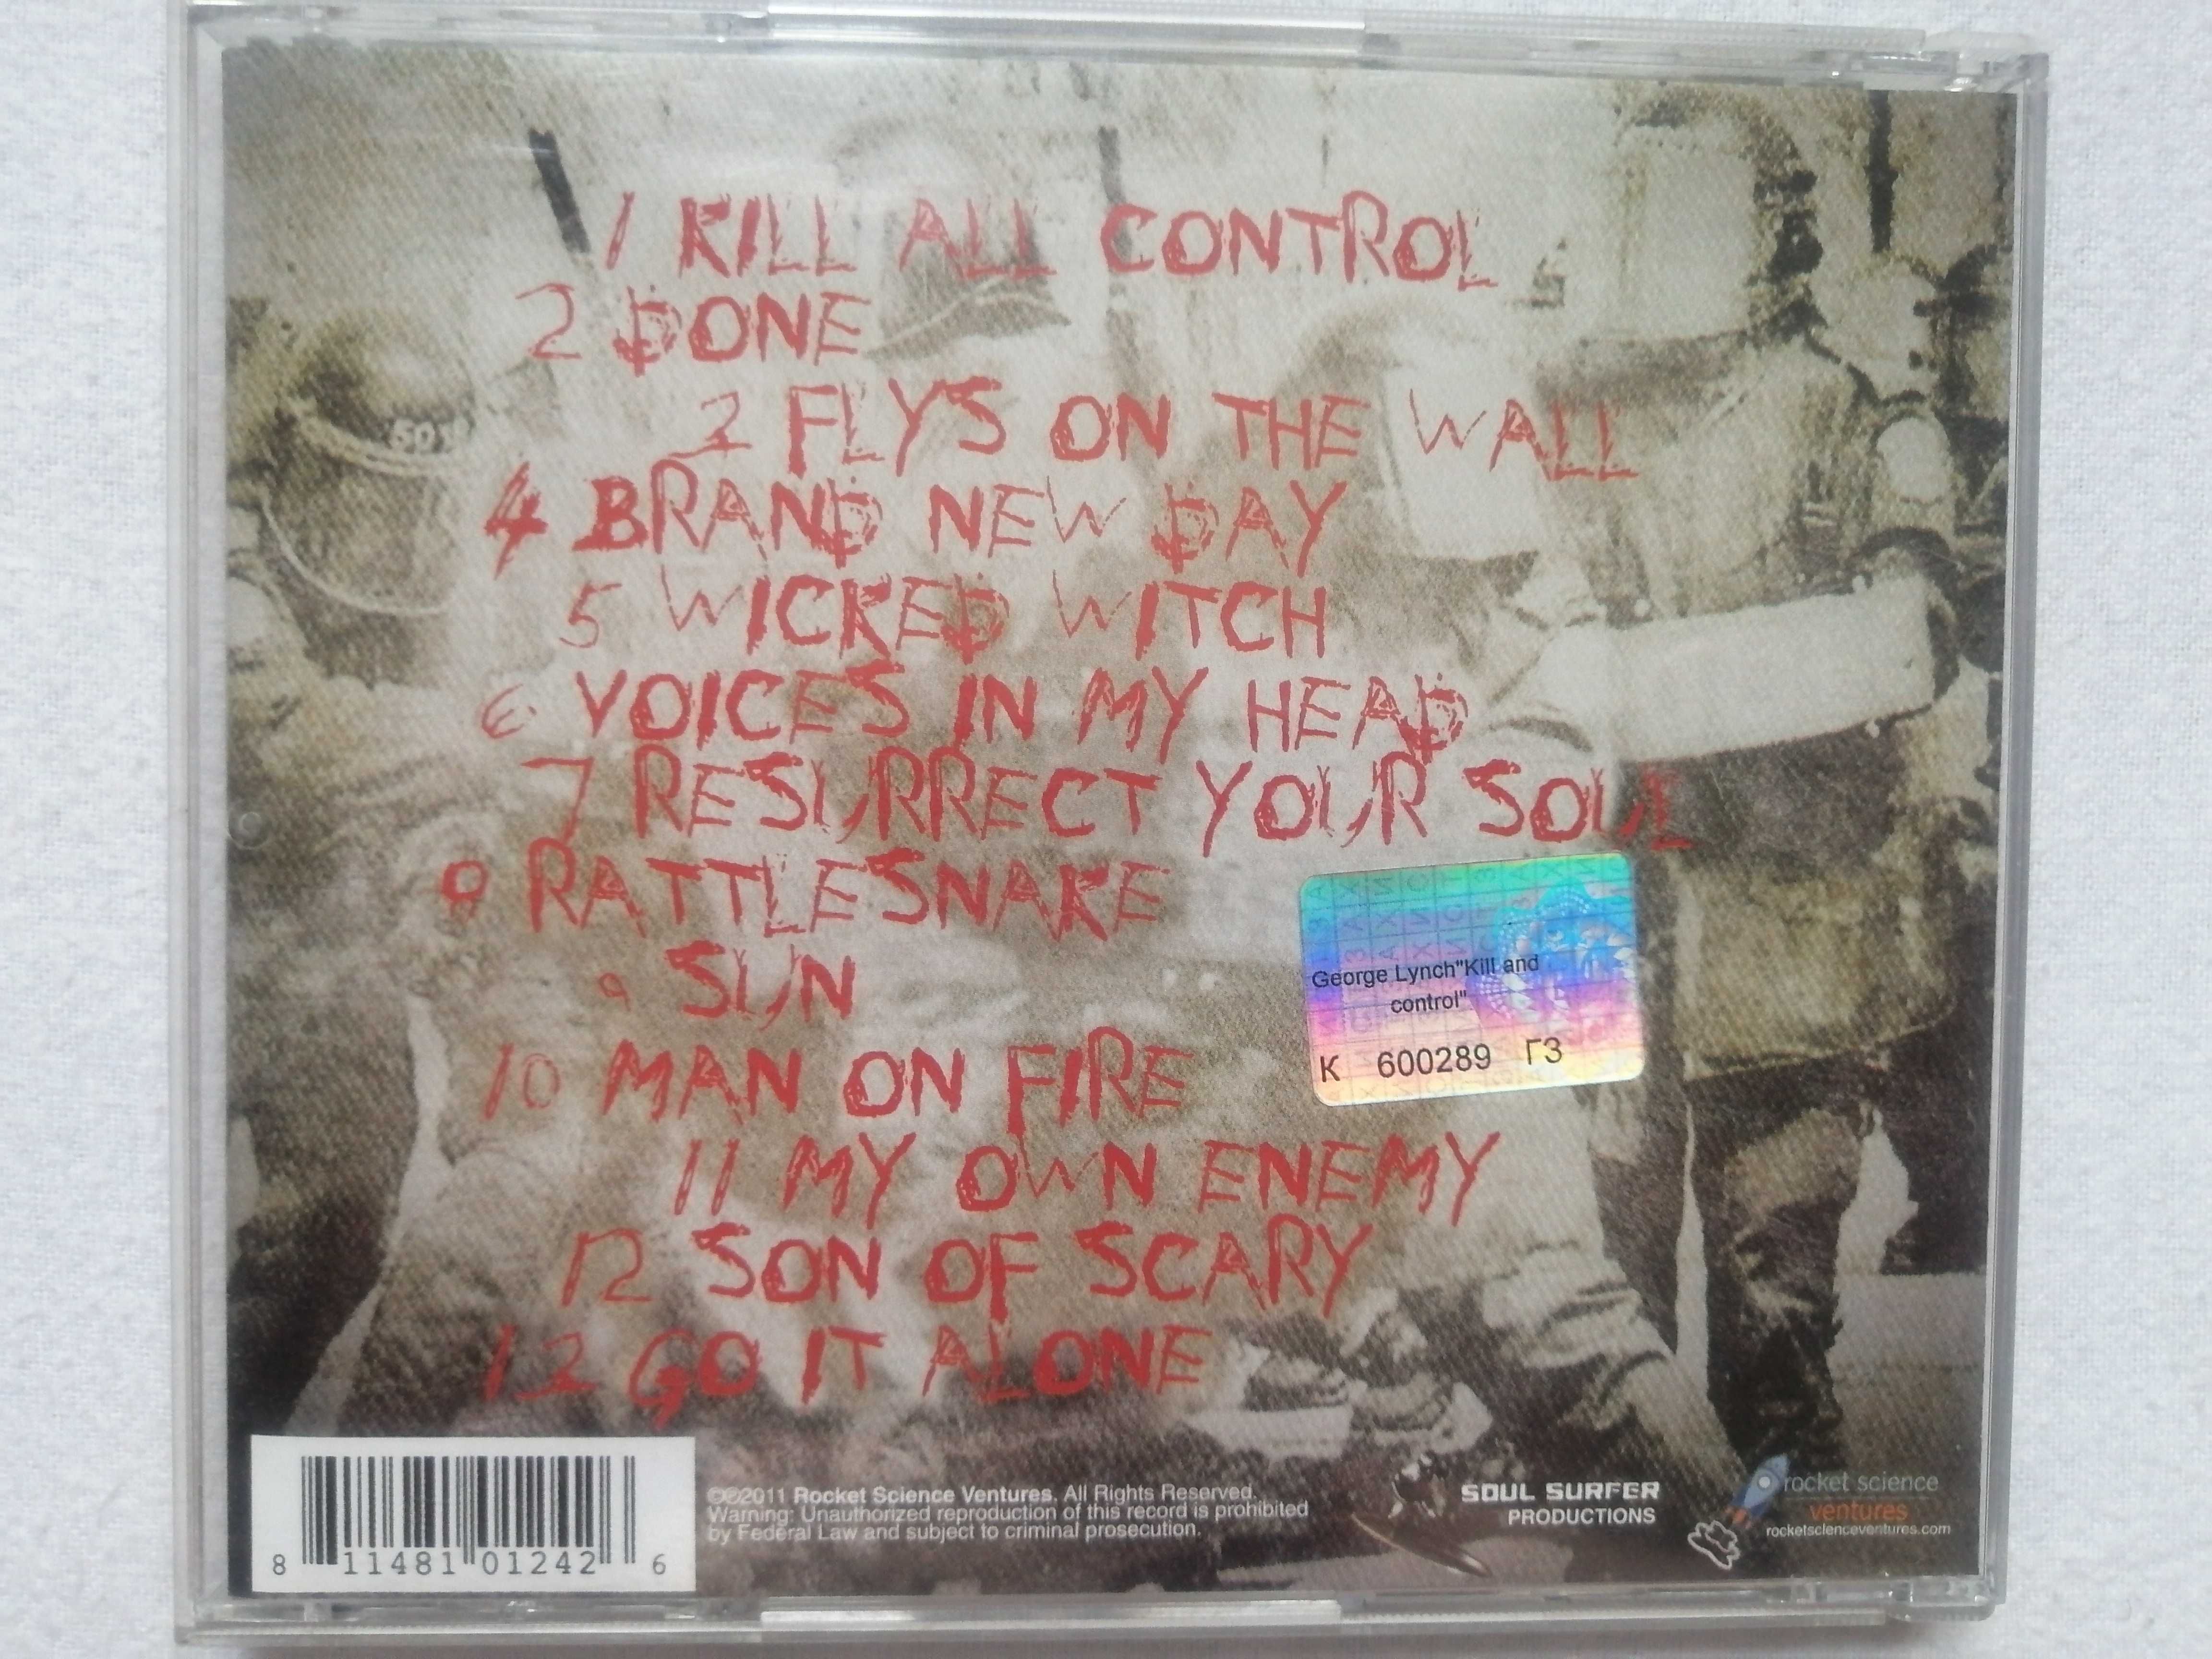 1 KILL ALL CONTROL
2 DONE
3 FLYS ON THE WALL
4 BRAND NEW DAY
5 WICKED WITCH
6 VOICES IN MY HEAD
7 RESURRECT YOUR SOUL
8 RATTLESNAKE
9 SUN
10 MAN ON FIRE
11 MY OWN ENEMY
12 SON OF SCARY
13 GO IT ALONE
George Lynch"Kill and
control"
К 600289 ГЗ
501
8 11481 01242 6
©℗2011 Rocket Science Ventures. All Rights Reserved.
Warning: Unauthorized reproduction of this record is prohibited
by Federal Law and subject to criminal prosecution.
SOUL SURFER
PRODUCTIONS
rocket science
ventures
rocketscienceventures.com